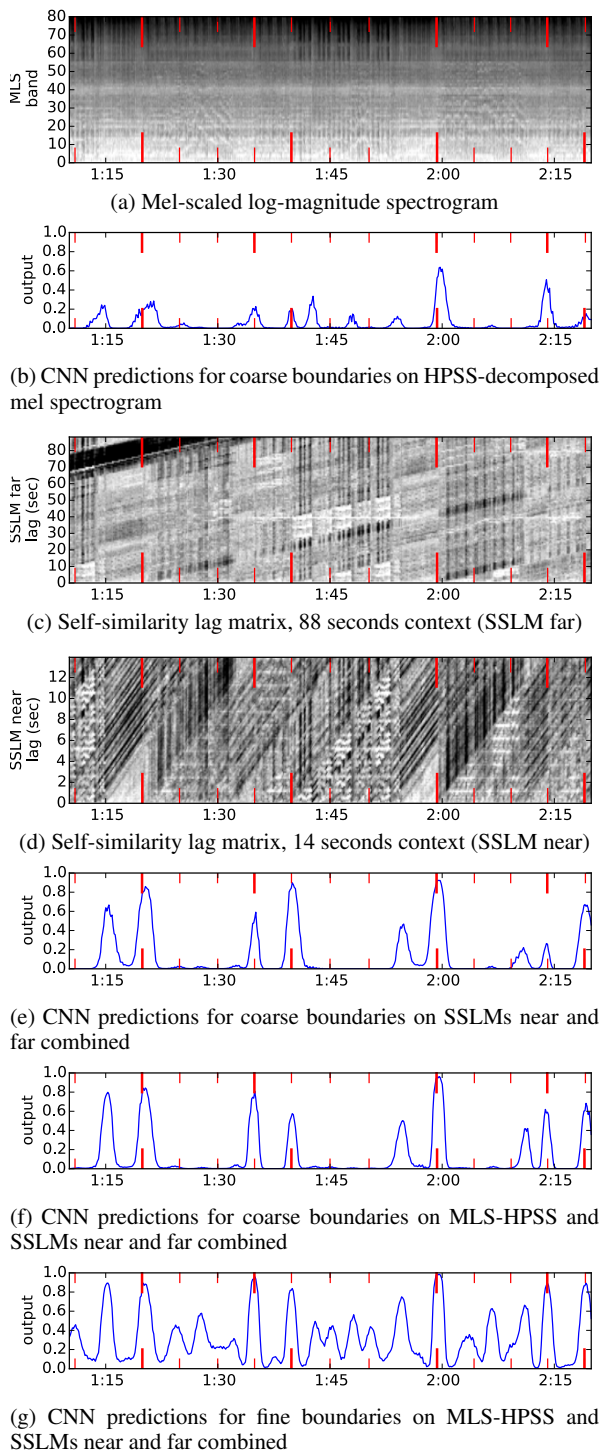 80
70
60
50
40
30
20
10
0
MLS
band
1:15 1:30 1:45 2:00 2:15
(a) Mel-scaled log-magnitude spectrogram
1.0
0.8
0.6
0.4
0.2
0.0
output
1:15 1:30 1:45 2:00 2:15
(b) CNN predictions for coarse boundaries on HPSS-decomposed
mel spectrogram
80
70
60
50
40
30
20
10
0
SSLM far
lag (sec)
1:15 1:30 1:45 2:00 2:15
(c) Self-similarity lag matrix, 88 seconds context (SSLM far)
12
10
8
6
4
2
0
SSLM near
lag (sec)
1:15 1:30 1:45 2:00 2:15
(d) Self-similarity lag matrix, 14 seconds context (SSLM near)
1.0
0.8
0.6
0.4
0.2
0.0
output
1:15 1:30 1:45 2:00 2:15
(e) CNN predictions for coarse boundaries on SSLMs near and
far combined
1.0
0.8
0.6
0.4
0.2
0.0
output
1:15 1:30 1:45 2:00 2:15
(f) CNN predictions for coarse boundaries on MLS-HPSS and
SSLMs near and far combined
1.0
0.8
0.6
0.4
0.2
0.0
output
1:15 1:30 1:45 2:00 2:15
(g) CNN predictions for fine boundaries on MLS-HPSS and
SSLMs near and far combined